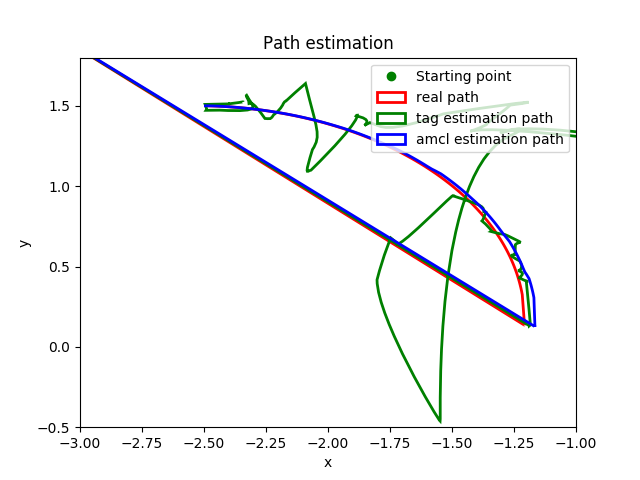 Path estimation
Starting point
real path
tag estimation path
amcl estimation path
y
1.5
1.0
0.5
0.0
−0.5
−3.00 −2.75 −2.50 −2.25 −2.00 −1.75 −1.50 −1.25 −1.00
x